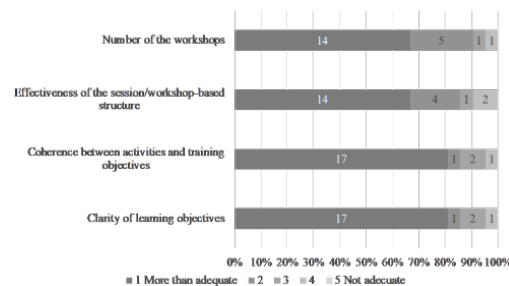 Number of the workshops
14 5 1 1
Effectiveness of the session/workshop-based
structure
14 4 1 2
Coherence between activities and training
objectives
17 1 2 1
Clarity of learning objectives
17 1 2 1
0% 10% 20% 30% 40% 50% 60% 70% 80% 90% 100%
1 More than adequate 2 3 4 5 Not adequate